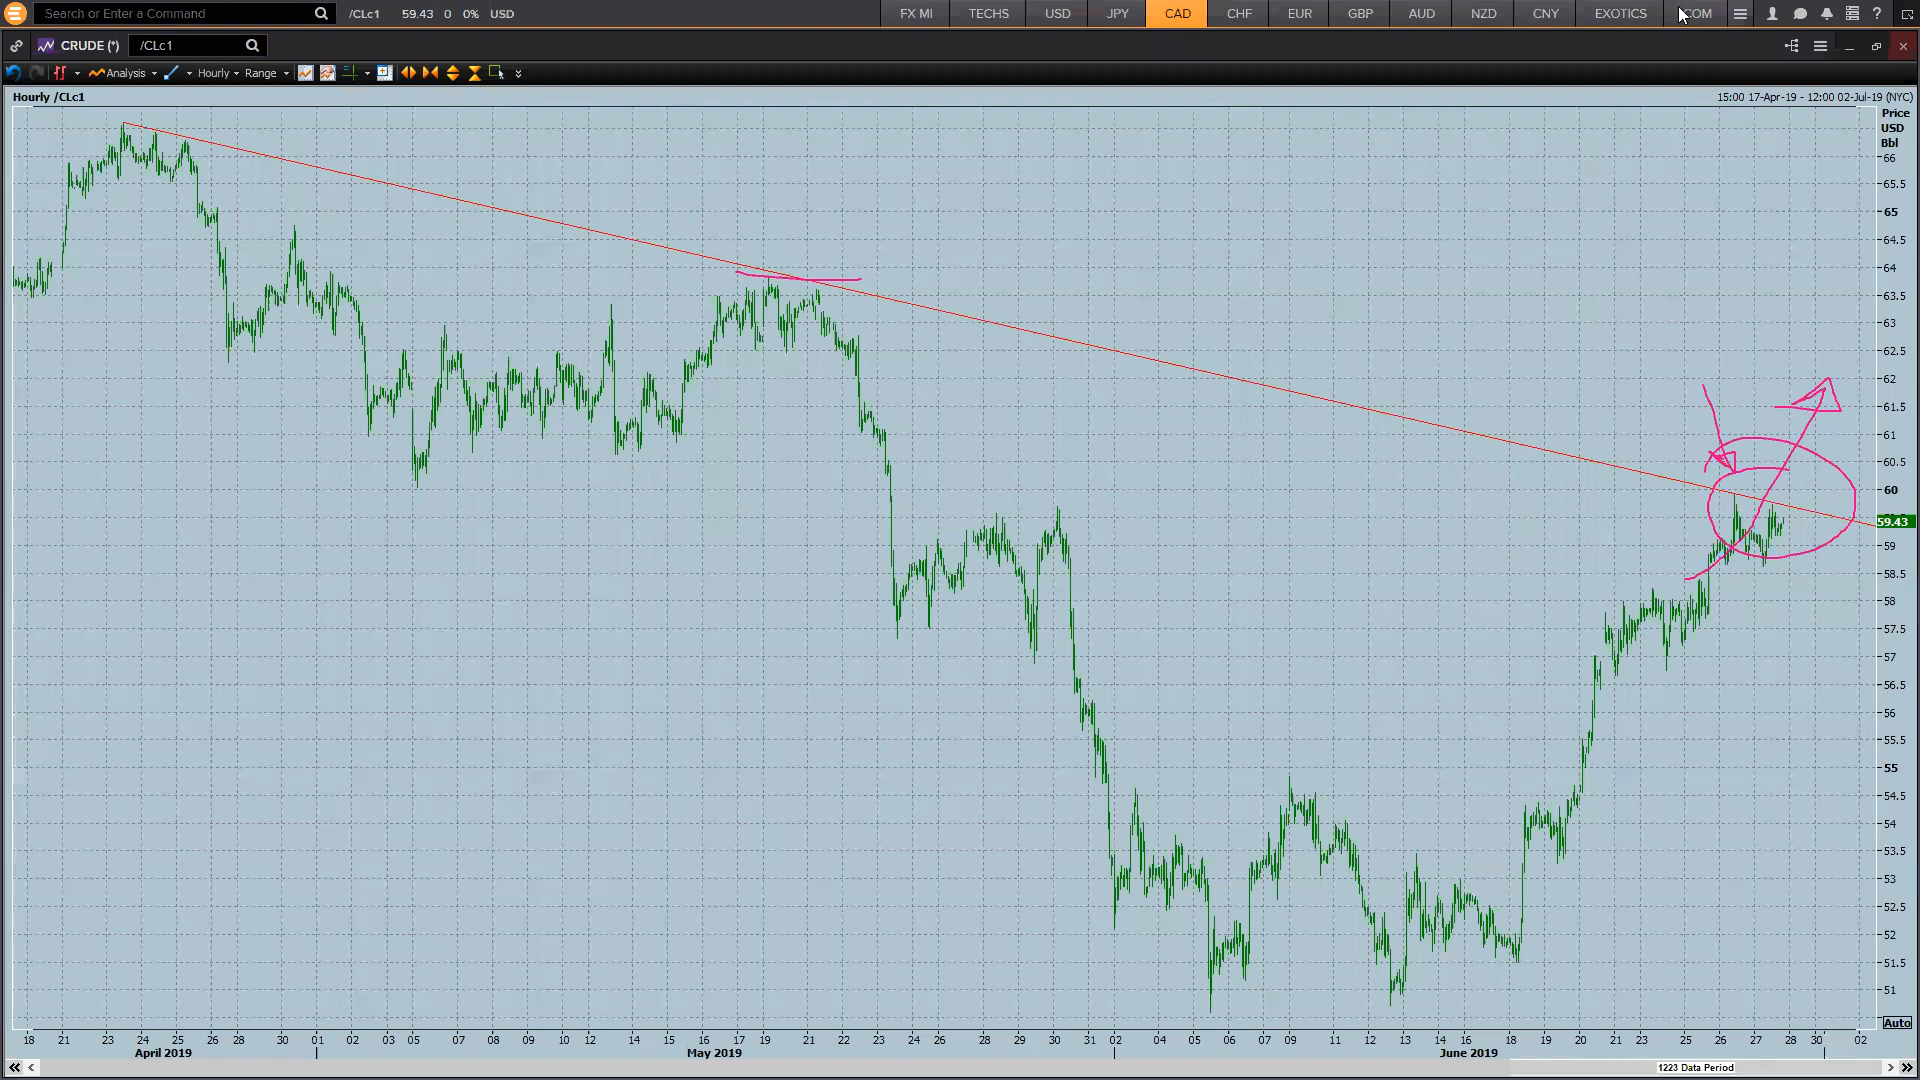 Search or Enter a Command /CLc1 59.43 0 0% USD FX MI TECHS USD JPY CAD CHF EUR GBP AUD NZD CNY EXOTICS COM ?
CRUDE (*) /CLc1
Analysis Hourly Range
Hourly /CLc1 15:00 17-Apr-19 - 12:00 02-Jul-19 (NYC)
Price
USD
Bbl
66
65.5
65
64.5
64
63.5
63
62.5
62
61.5
61
60.5
60
59.43
59
58.5
58
57.5
57
56.5
56
55.5
55
54.5
54
53.5
53
52.5
52
51.5
51
Auto
18 21 23 24 25 26 28 30 01 02 03 05 07 08 09 10 12 14 15 16 17 19 21 22 23 24 26 28 29 30 31 02 04 05 06 07 09 11 12 13 14 16 18 19 20 21 23 25 26 27 28 30 02
April 2019 May 2019 June 2019
1223 Data Period